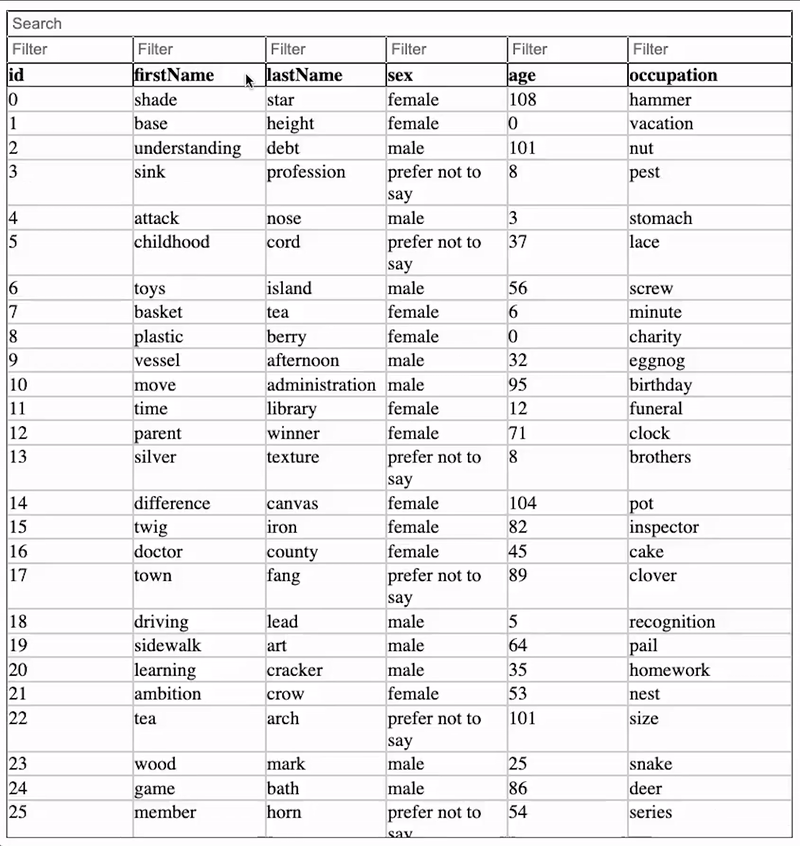 Search
Filter Filter Filter Filter Filter Filter
id firstName lastName sex age occupation
0 shade star female 108 hammer
1 base height female 0 vacation
2 understanding debt male 101 nut
3 sink profession prefer not to 8 pest
say
4 attack nose male 3 stomach
5 childhood cord prefer not to 37 lace
say
6 toys island male 56 screw
7 basket tea female 6 minute
8 plastic berry female 0 charity
9 vessel afternoon male 32 eggnog
10 move administration male 95 birthday
11 time library female 12 funeral
12 parent winner female 71 clock
13 silver texture prefer not to 8 brothers
say
14 difference canvas female 104 pot
15 twig iron female 82 inspector
16 doctor county female 45 cake
17 town fang prefer not to 89 clover
say
18 driving lead male 5 recognition
19 sidewalk art male 64 pail
20 learning cracker male 35 homework
21 ambition crow female 53 nest
22 tea arch prefer not to 101 size
say
23 wood mark male 25 snake
24 game bath male 86 deer
25 member horn prefer not to 54 series
say